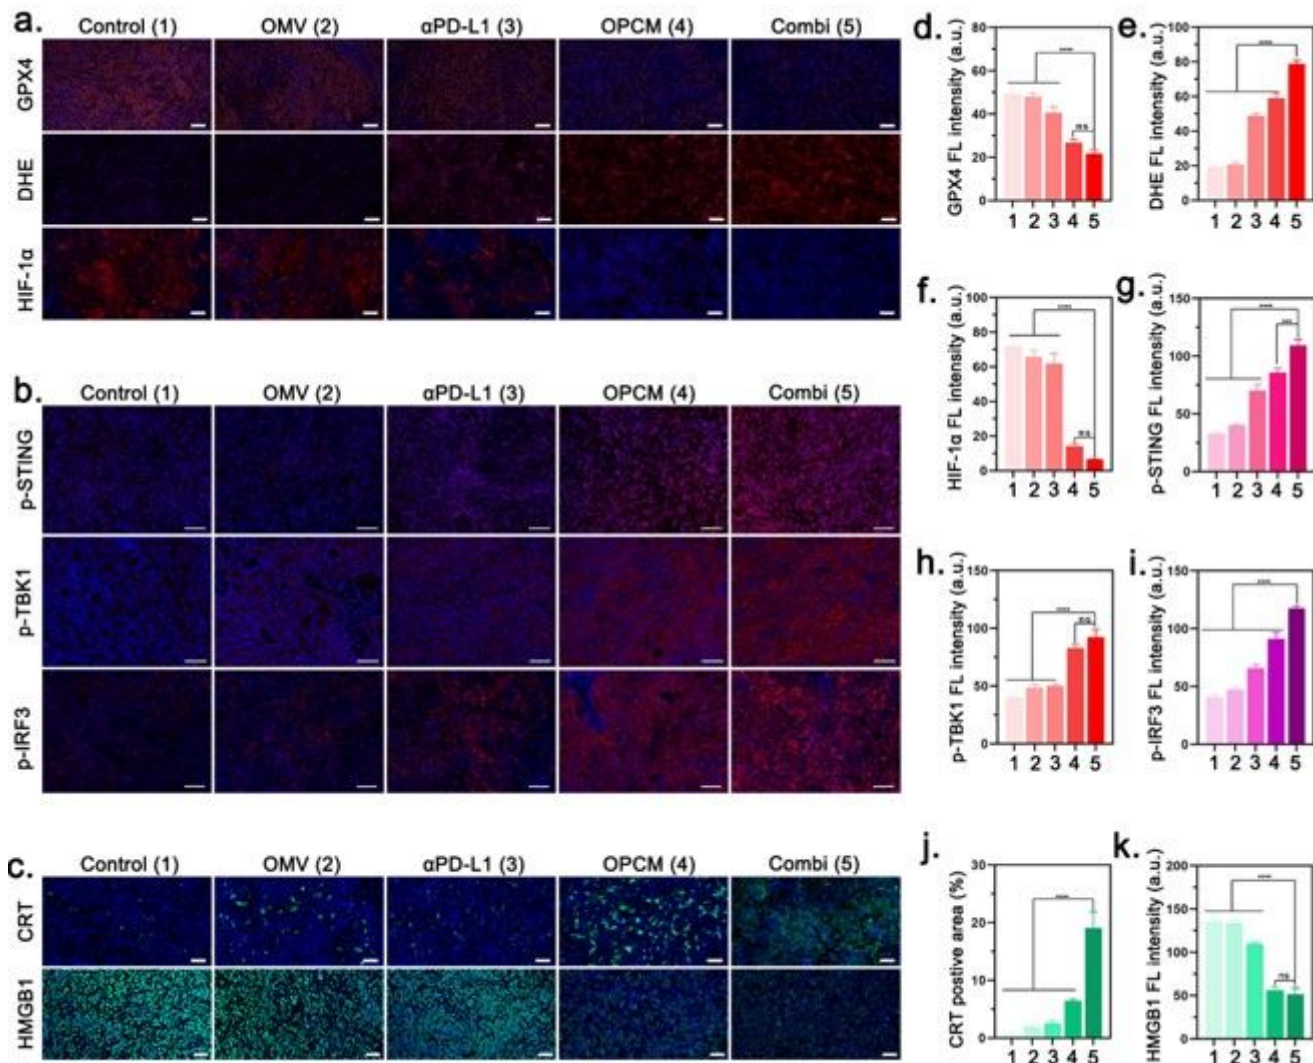 a.
Control (1) OMV (2) αPD-L1 (3) OPCM (4) Combi (5)
GPX4
DHE
HIF-1α
b.
Control (1) OMV (2) αPD-L1 (3) OPCM (4) Combi (5)
p-STING
p-TBK1
p-IRF3
c.
Control (1) OMV (2) αPD-L1 (3) OPCM (4) Combi (5)
CRT
HMGB1
d.
GPX4 FL intensity (a.u.)
80
60
40
20
0
****
ns
1 2 3 4 5
e.
DHE FL intensity (a.u.)
100
80
60
40
20
0
****
1 2 3 4 5
f.
HIF-1α FL intensity (a.u.)
100
80
60
40
20
0
****
ns
1 2 3 4 5
g.
p-STING FL intensity (a.u.)
150
100
50
0
****
1 2 3 4 5
h.
p-TBK1 FL intensity (a.u.)
150
100
50
0
****
ns
1 2 3 4 5
i.
p-IRF3 FL intensity (a.u.)
150
100
50
0
****
1 2 3 4 5
j.
CRT postive area (%)
30
20
10
0
****
1 2 3 4 5
k.
HMGB1 FL intensity (a.u.)
200
150
100
50
0
****
ns
1 2 3 4 5